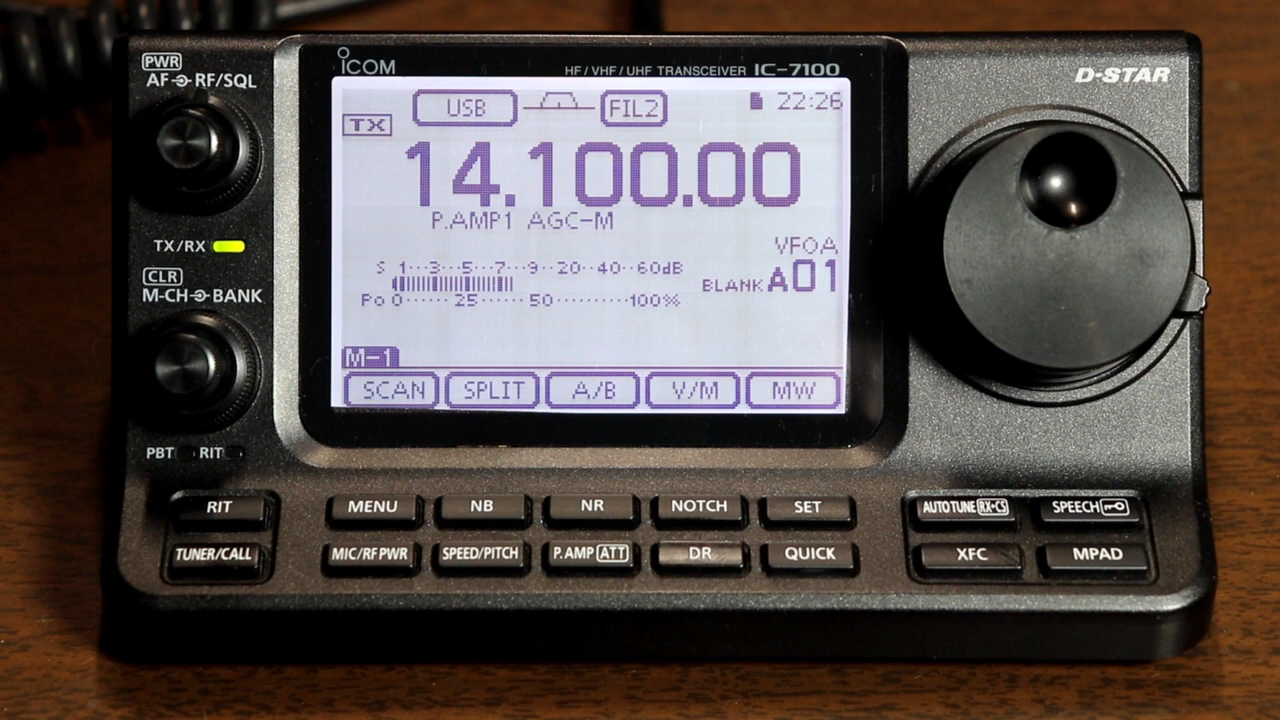 PWR
AF RF/SQL
ICOM
HF/VHF/UHF TRANSCEIVER IC-7100
D-STAR
USB FIL2 22:26
TX
14.100.00
P.AMP1 AGC-M
TX/RX
VFOA
S 1··3··5··7··9··20··40··60dB
BLANK A01
Po 0······25······50·········100%
CLR
M-CH BANK
M-1
SCAN SPLIT A/B V/M MW
PBT RIT
RIT MENU NB NR NOTCH SET AUTOTUNE RX→CS SPEECH
TUNER/CALL MIC/RF PWR SPEED/PITCH P.AMP ATT DR QUICK XFC MPAD